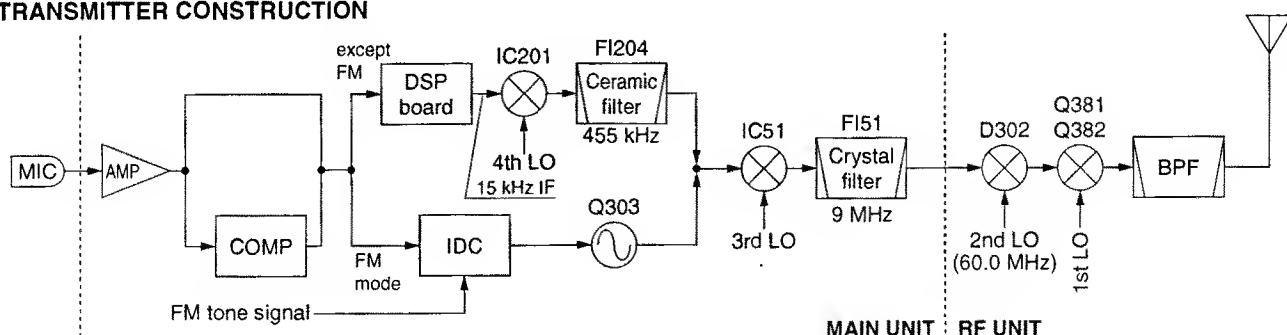 TRANSMITTER CONSTRUCTION
MIC
AMP
COMP
except
FM
DSP
board
IC201
4th LO
15 kHz IF
FI204
Ceramic
filter
455 kHz
FM
mode
IDC
FM tone signal
Q303
IC51
3rd LO
FI51
Crystal
filter
9 MHz
D302
2nd LO
(60.0 MHz)
Q381
Q382
1st LO
BPF
MAIN UNIT
RF UNIT